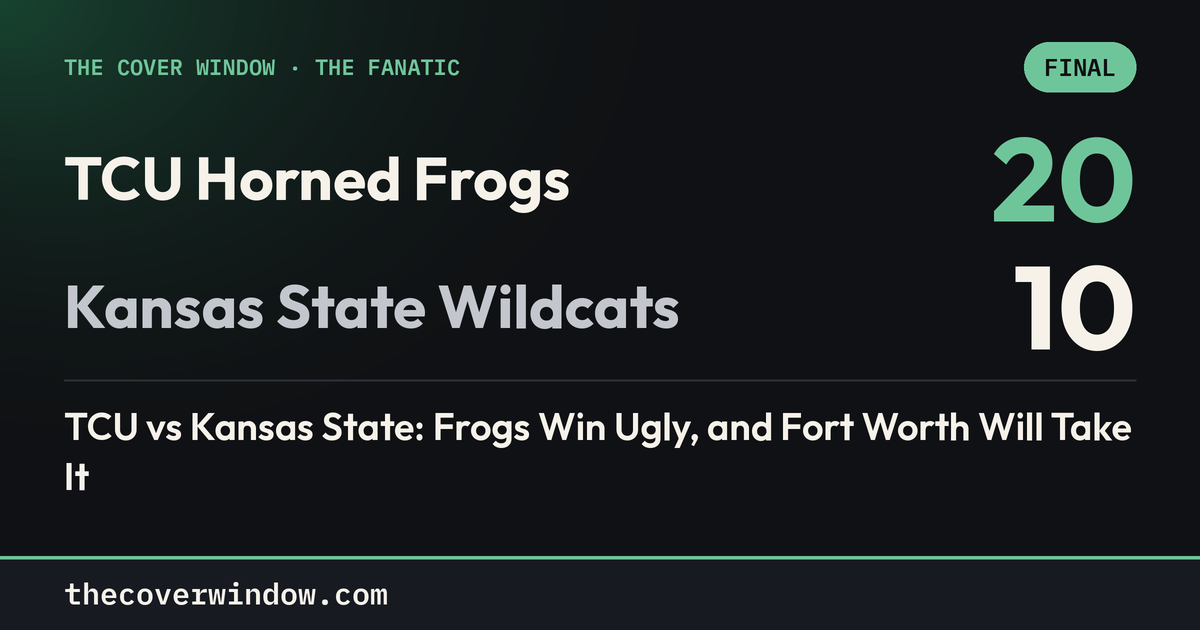 THE COVER WINDOW · THE FANATIC
FINAL
TCU Horned Frogs
20
Kansas State Wildcats
10
TCU vs Kansas State: Frogs Win Ugly, and Fort Worth Will Take
It
thecoverwindow.com